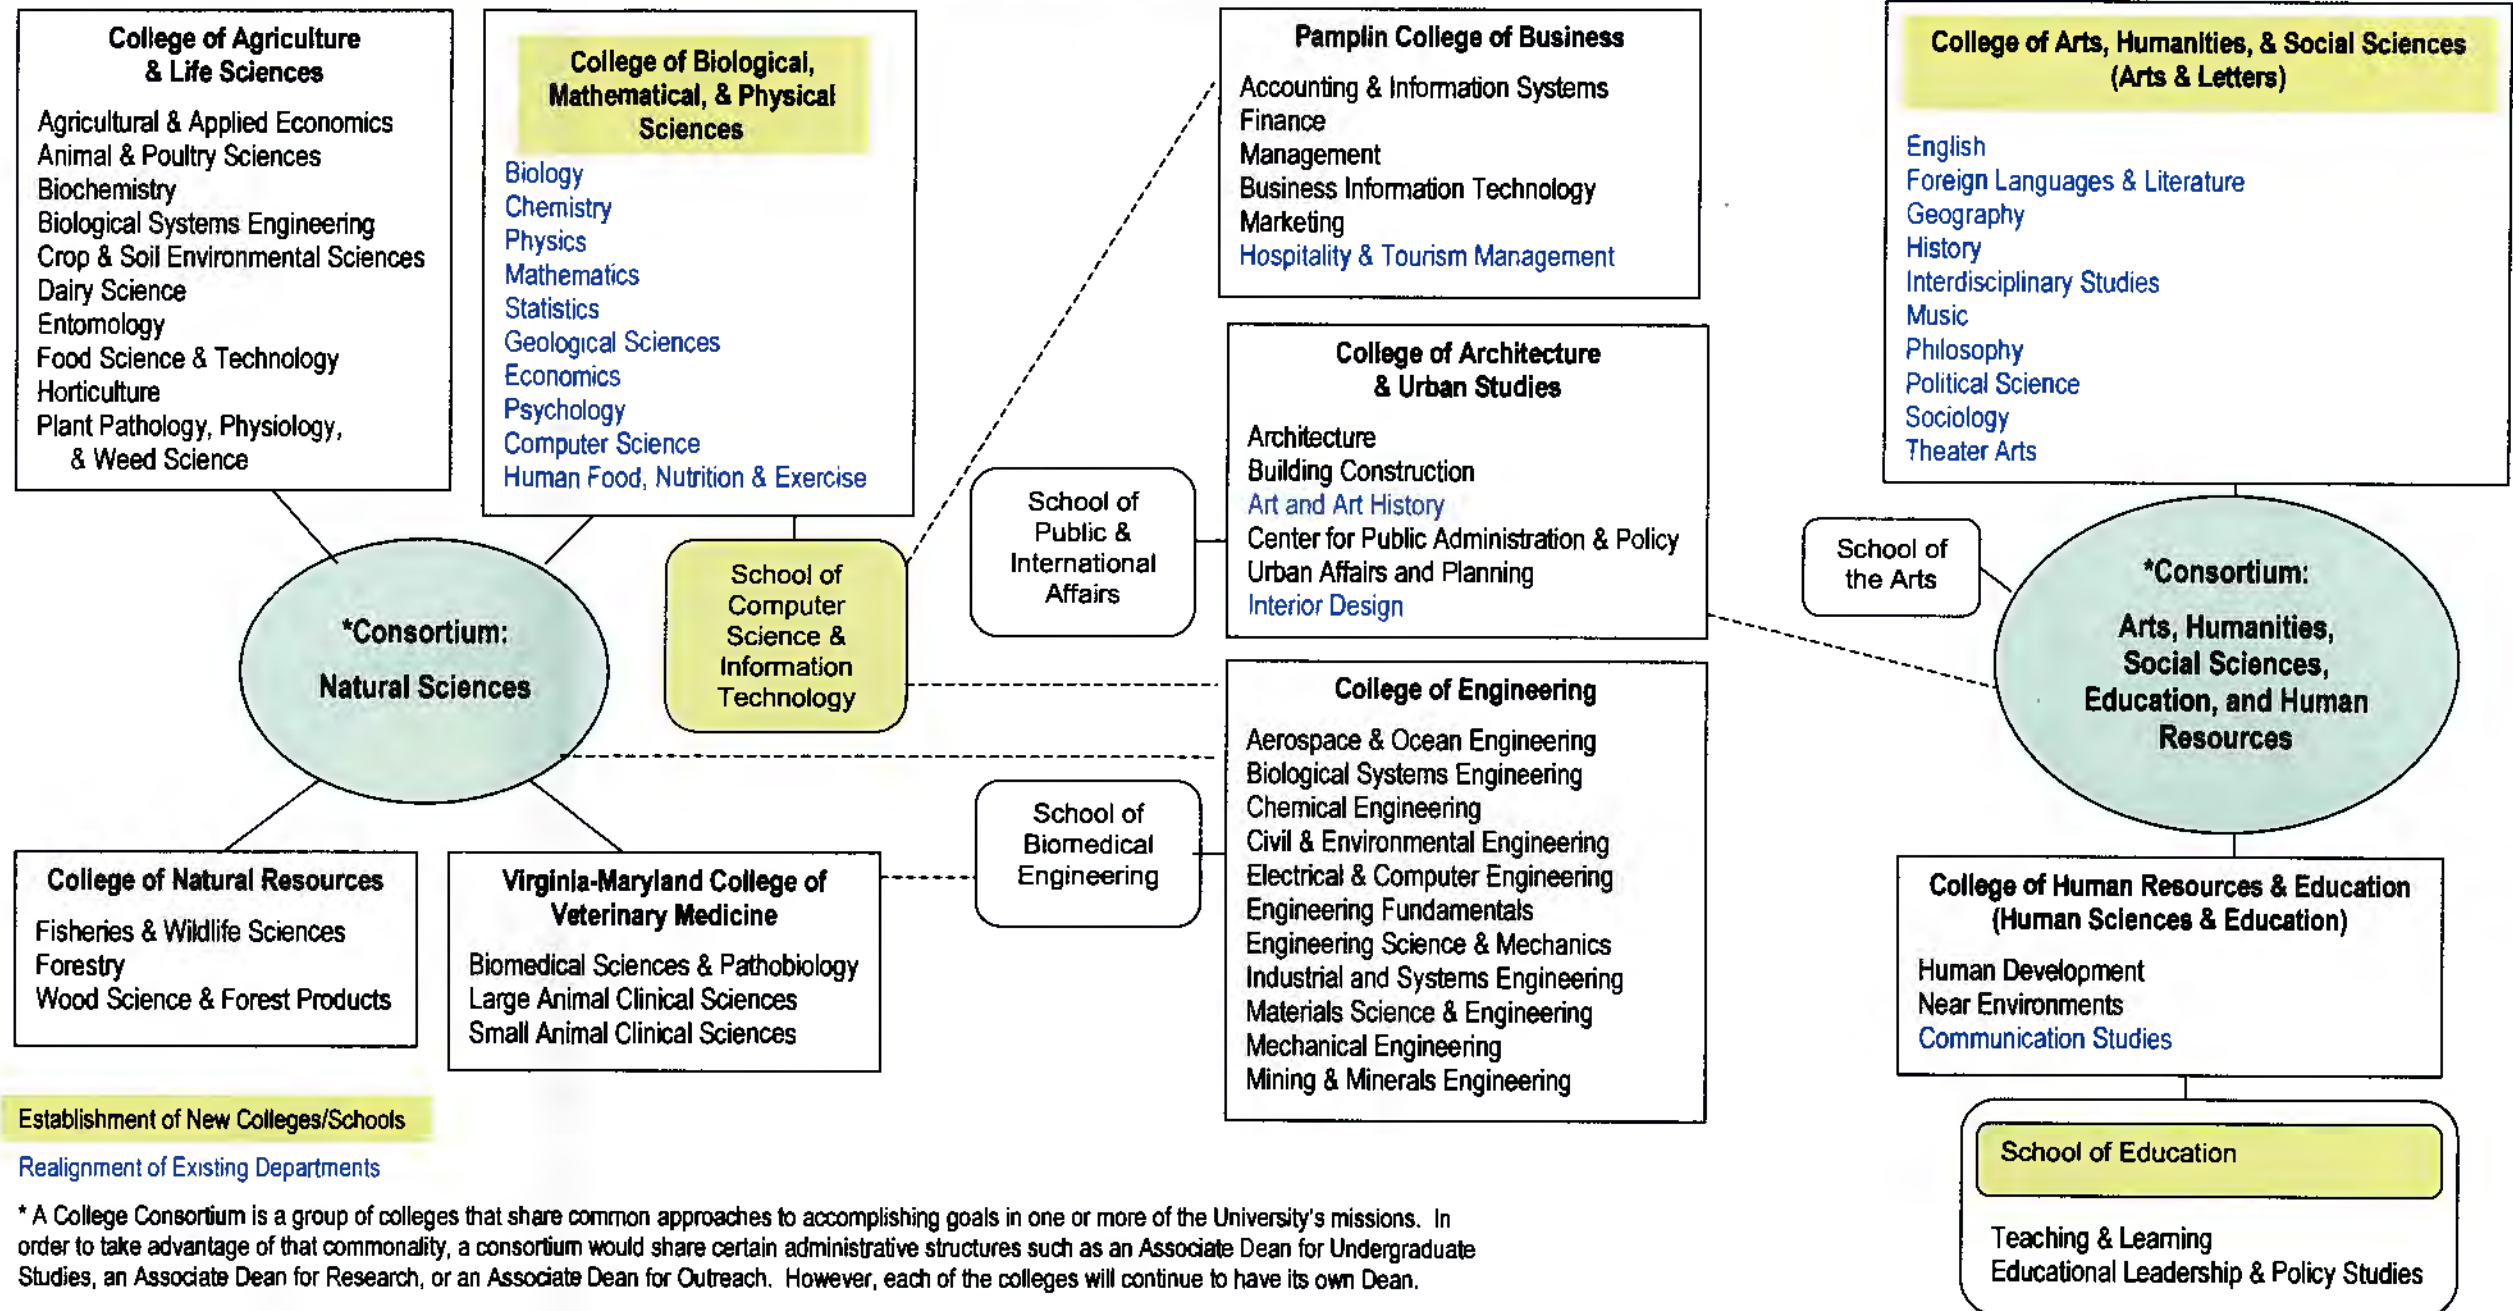 College of Agriculture
& Life Sciences
Agricultural & Applied Economics
Animal & Poultry Sciences
Biochemistry
Biological Systems Engineering
Crop & Soil Environmental Sciences
Dairy Science
Entomology
Food Science & Technology
Horticulture
Plant Pathology, Physiology,
& Weed Science
College of Biological,
Mathematical, & Physical
Sciences
Biology
Chemistry
Physics
Mathematics
Statistics
Geological Sciences
Economics
Psychology
Computer Science
Human Food, Nutrition & Exercise
Pamplin College of Business
Accounting & Information Systems
Finance
Management
Business Information Technology
Marketing
Hospitality & Tourism Management
College of Arts, Humanities, & Social Sciences
(Arts & Letters)
English
Foreign Languages & Literature
Geography
History
Interdisciplinary Studies
Music
Philosophy
Political Science
Sociology
Theater Arts
College of Architecture
& Urban Studies
Architecture
Building Construction
Art and Art History
Center for Public Administration & Policy
Urban Affairs and Planning
Interior Design
School of
Public &
International
Affairs
School of
the Arts
*Consortium:
Arts, Humanities,
Social Sciences,
Education, and Human
Resources
*Consortium:
Natural Sciences
School of
Computer
Science &
Information
Technology
College of Engineering
Aerospace & Ocean Engineering
Biological Systems Engineering
Chemical Engineering
Civil & Environmental Engineering
Electrical & Computer Engineering
Engineering Fundamentals
Engineering Science & Mechanics
Industrial and Systems Engineering
Materials Science & Engineering
Mechanical Engineering
Mining & Minerals Engineering
School of
Biomedical
Engineering
College of Natural Resources
Fisheries & Wildlife Sciences
Forestry
Wood Science & Forest Products
Virginia-Maryland College of
Veterinary Medicine
Biomedical Sciences & Pathobiology
Large Animal Clinical Sciences
Small Animal Clinical Sciences
College of Human Resources & Education
(Human Sciences & Education)
Human Development
Near Environments
Communication Studies
School of Education
Teaching & Learning
Educational Leadership & Policy Studies
Establishment of New Colleges/Schools
Realignment of Existing Departments
* A College Consortium is a group of colleges that share common approaches to accomplishing goals in one or more of the University's missions. In
order to take advantage of that commonality, a consortium would share certain administrative structures such as an Associate Dean for Undergraduate
Studies, an Associate Dean for Research, or an Associate Dean for Outreach. However, each of the colleges will continue to have its own Dean.